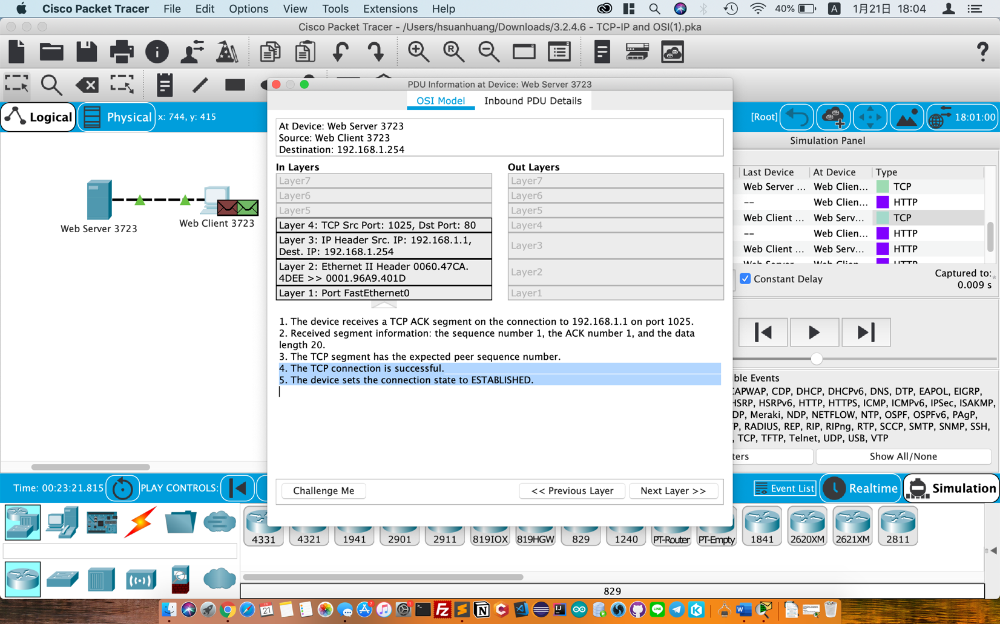 Cisco Packet Tracer File Edit Options View Tools Extensions Window Help 40% A 1月21日 18:04
Cisco Packet Tracer - /Users/hsuanhuang/Downloads/3.2.4.6 - TCP-IP and OSI(1).pka
PDU Information at Device: Web Server 3723
OSI Model Inbound PDU Details
Logical Physical x: 744, y: 415
[Root] 18:01:00
At Device: Web Server 3723
Source: Web Client 3723
Destination: 192.168.1.254
In Layers
Layer7
Layer6
Layer5
Layer 4: TCP Src Port: 1025, Dst Port: 80
Layer 3: IP Header Src. IP: 192.168.1.1,
Dest. IP: 192.168.1.254
Layer 2: Ethernet II Header 0060.47CA.
4DEE >> 0001.96A9.401D
Layer 1: Port FastEthernet0
Out Layers
Layer7
Layer6
Layer5
Layer4
Layer3
Layer2
Layer1
1. The device receives a TCP ACK segment on the connection to 192.168.1.1 on port 1025.
2. Received segment information: the sequence number 1, the ACK number 1, and the data
length 20.
3. The TCP segment has the expected peer sequence number.
4. The TCP connection is successful.
5. The device sets the connection state to ESTABLISHED.
Challenge Me << Previous Layer Next Layer >>
Web Server 3723
Web Client 3723
Simulation Panel
Last Device At Device Type
Web Server ... Web Clien... TCP
-- Web Clien... HTTP
Web Client ... Web Serv... TCP
-- Web Clien... HTTP
Web Client ... Web Serv... HTTP
Constant Delay
Captured to:
0.009 s
ble Events
CAPWAP, CDP, DHCP, DHCPv6, DNS, DTP, EAPOL, EIGRP,
HSRP, HSRPv6, HTTP, HTTPS, ICMP, ICMPv6, IPSec, ISAKMP,
DP, Meraki, NDP, NETFLOW, NTP, OSPF, OSPFv6, PAgP,
P, RADIUS, REP, RIP, RIPng, RTP, SCCP, SMTP, SNMP, SSH,
, TCP, TFTP, Telnet, UDP, USB, VTP
ters Show All/None
Time: 00:23:21.815 PLAY CONTROLS:
Event List Realtime Simulation
4331 4321 1941 2901 2911 819IOX 819HGW 829 1240 PT-Router PT-Empty 1841 2620XM 2621XM 2811
829